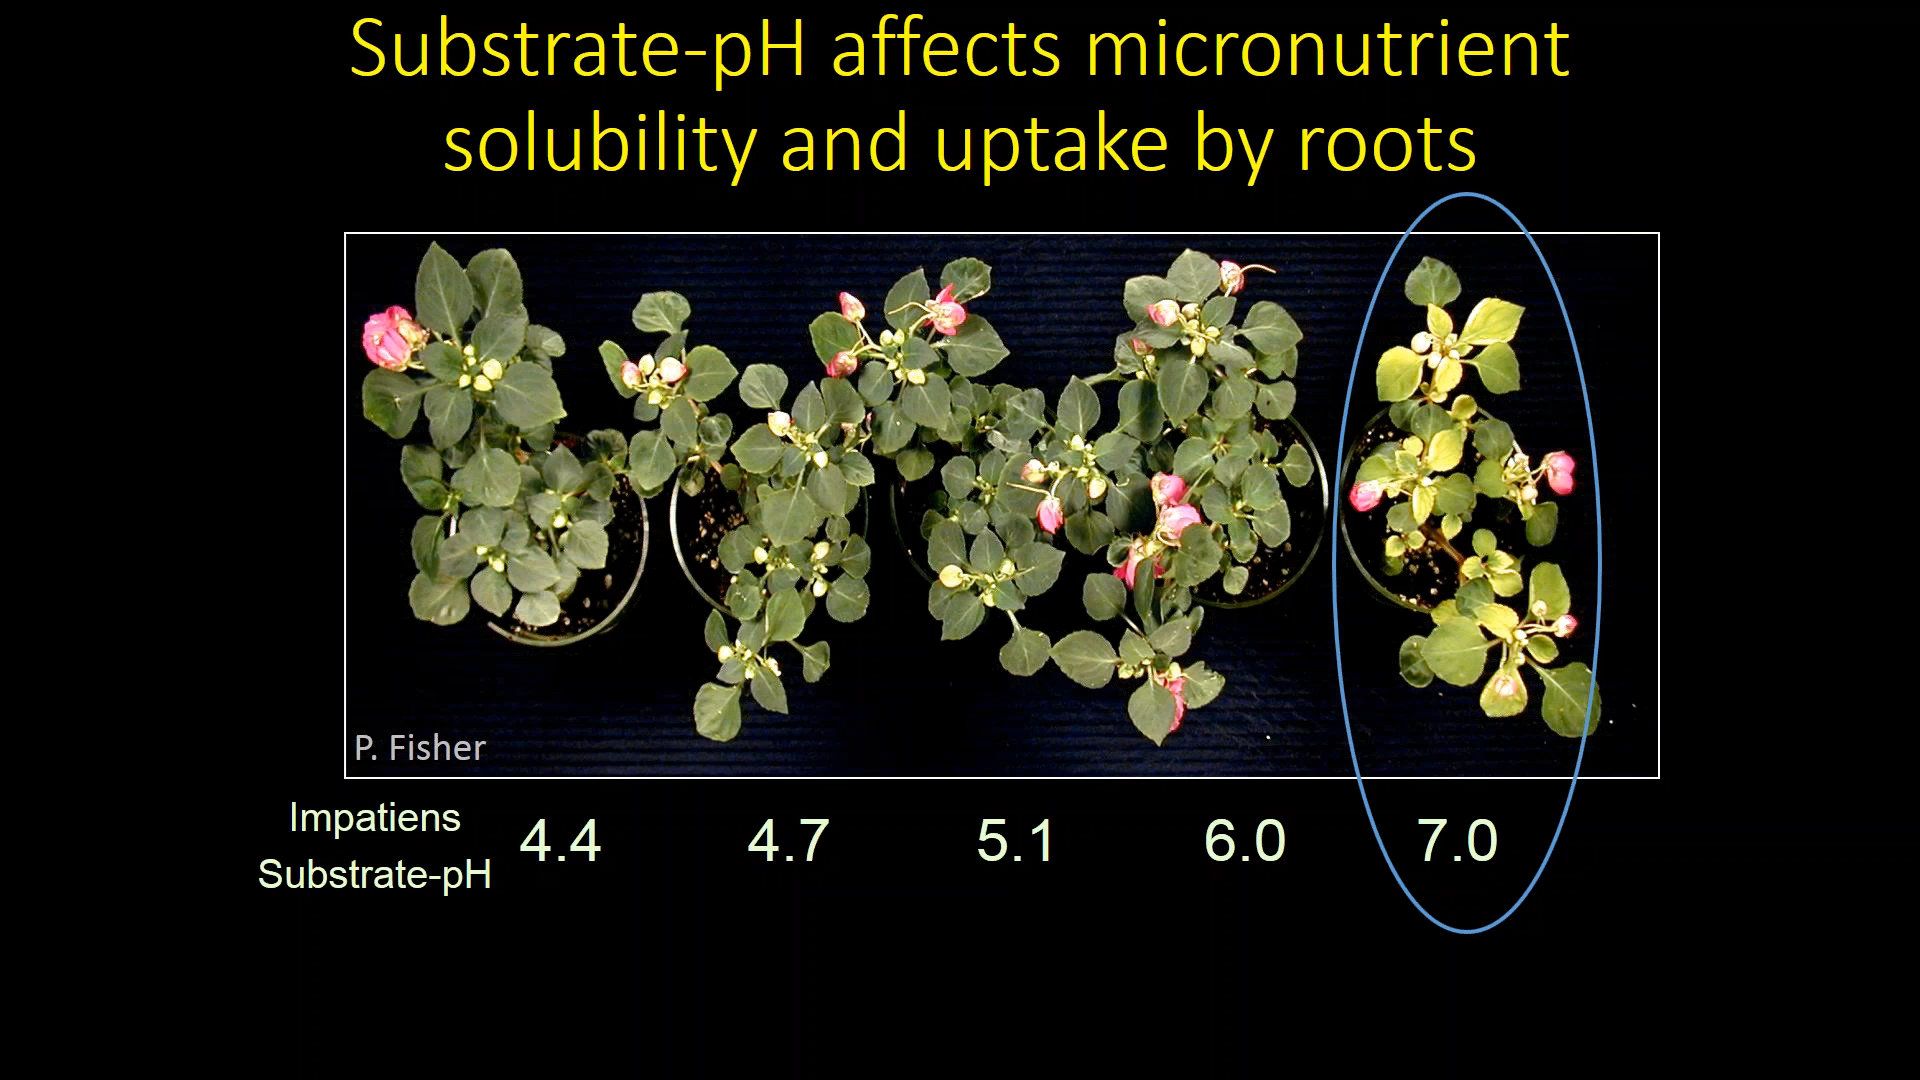 Substrate-pH affects micronutrient
solubility and uptake by roots
P. Fisher
Impatiens
Substrate-pH
4.4 4.7 5.1 6.0 7.0